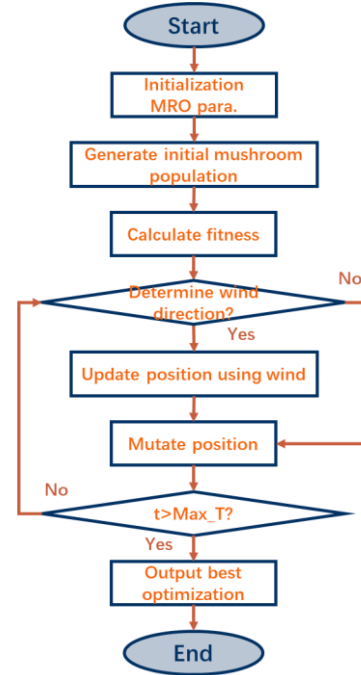 Start
Initialization
MRO para.
Generate initial mushroom
population
Calculate fitness
No
Determine wind
direction?
Yes
Update position using wind
Mutate position
No
t>Max_T?
Yes
Output best
optimization
End